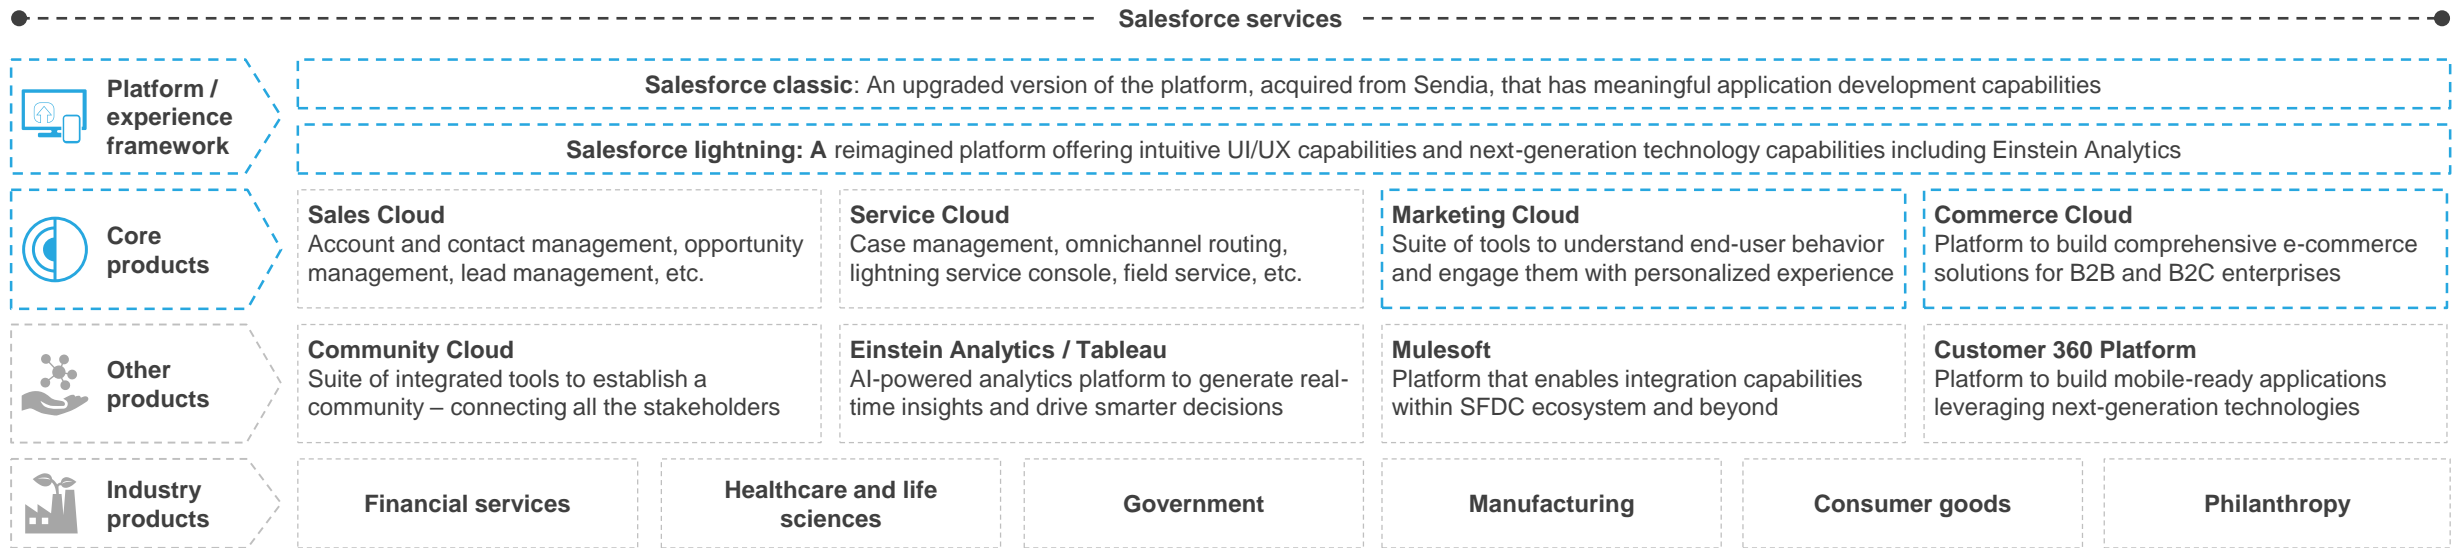 Salesforce services
Platform /
experience
framework
Salesforce classic: An upgraded version of the platform, acquired from Sendia, that has meaningful application development capabilities
Salesforce lightning: A reimagined platform offering intuitive UI/UX capabilities and next-generation technology capabilities including Einstein Analytics
Core
products
Sales Cloud
Account and contact management, opportunity
management, lead management, etc.
Service Cloud
Case management, omnichannel routing,
lightning service console, field service, etc.
Marketing Cloud
Suite of tools to understand end-user behavior
and engage them with personalized experience
Commerce Cloud
Platform to build comprehensive e-commerce
solutions for B2B and B2C enterprises
Other
products
Community Cloud
Suite of integrated tools to establish a
community – connecting all the stakeholders
Einstein Analytics / Tableau
AI-powered analytics platform to generate real-
time insights and drive smarter decisions
Mulesoft
Platform that enables integration capabilities
within SFDC ecosystem and beyond
Customer 360 Platform
Platform to build mobile-ready applications
leveraging next-generation technologies
Industry
products
Financial services
Healthcare and life
sciences
Government
Manufacturing
Consumer goods
Philanthropy